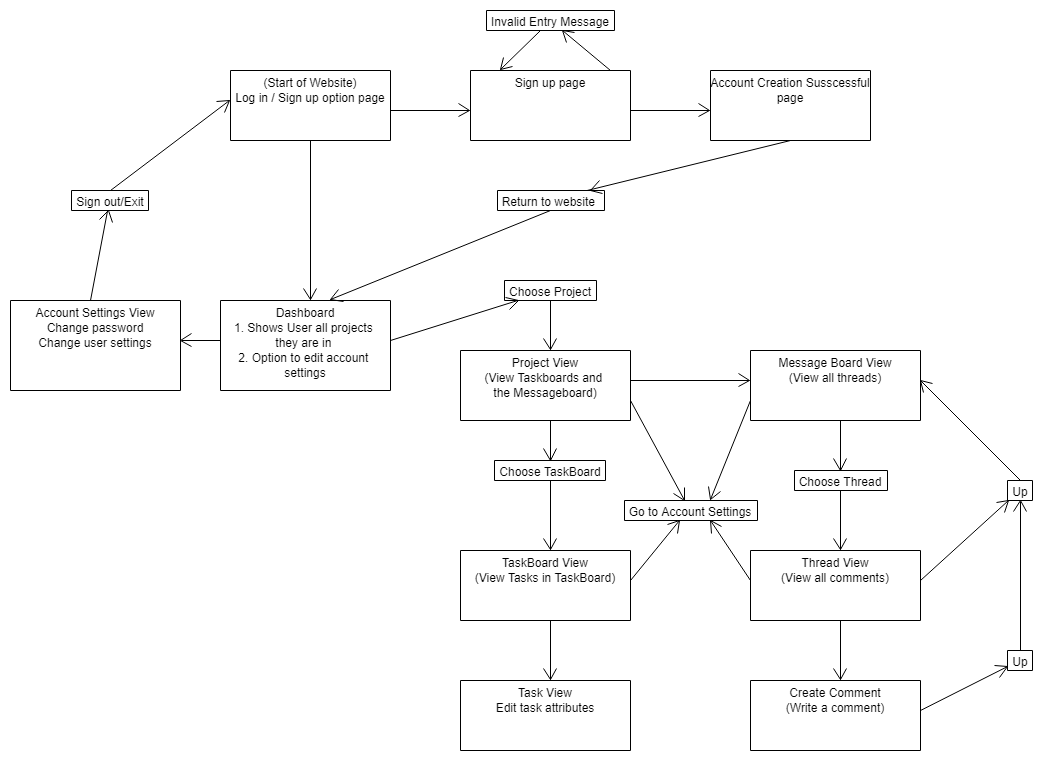 Invalid Entry Message
(Start of Website)
Log in / Sign up option page
Sign up page
Account Creation Susscessful
page
Sign out/Exit
Return to website
Choose Project
Account Settings View
Change password
Change user settings
Dashboard
1. Shows User all projects
they are in
2. Option to edit account
settings
Project View
(View Taskboards and
the Messageboard)
Message Board View
(View all threads)
Choose TaskBoard
Choose Thread
Up
Go to Account Settings
TaskBoard View
(View Tasks in TaskBoard)
Thread View
(View all comments)
Up
Task View
Edit task attributes
Create Comment
(Write a comment)